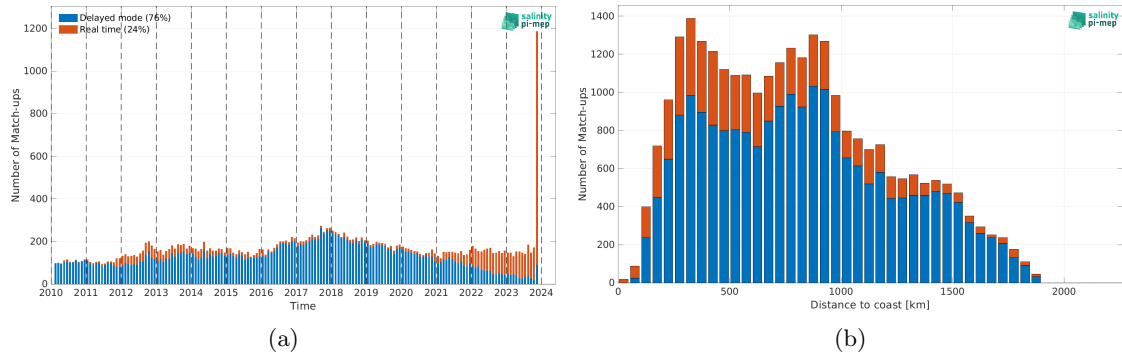 Delayed mode (76%)
Real time (24%)
salinity
pi-mep
Number of Match-ups
0
200
400
600
800
1000
1200
2010 2011 2012 2013 2014 2015 2016 2017 2018 2019 2020 2021 2022 2023 2024
Time
(a)
salinity
pi-mep
Number of Match-ups
0
200
400
600
800
1000
1200
1400
0 500 1000 1500 2000
Distance to coast [km]
(b)